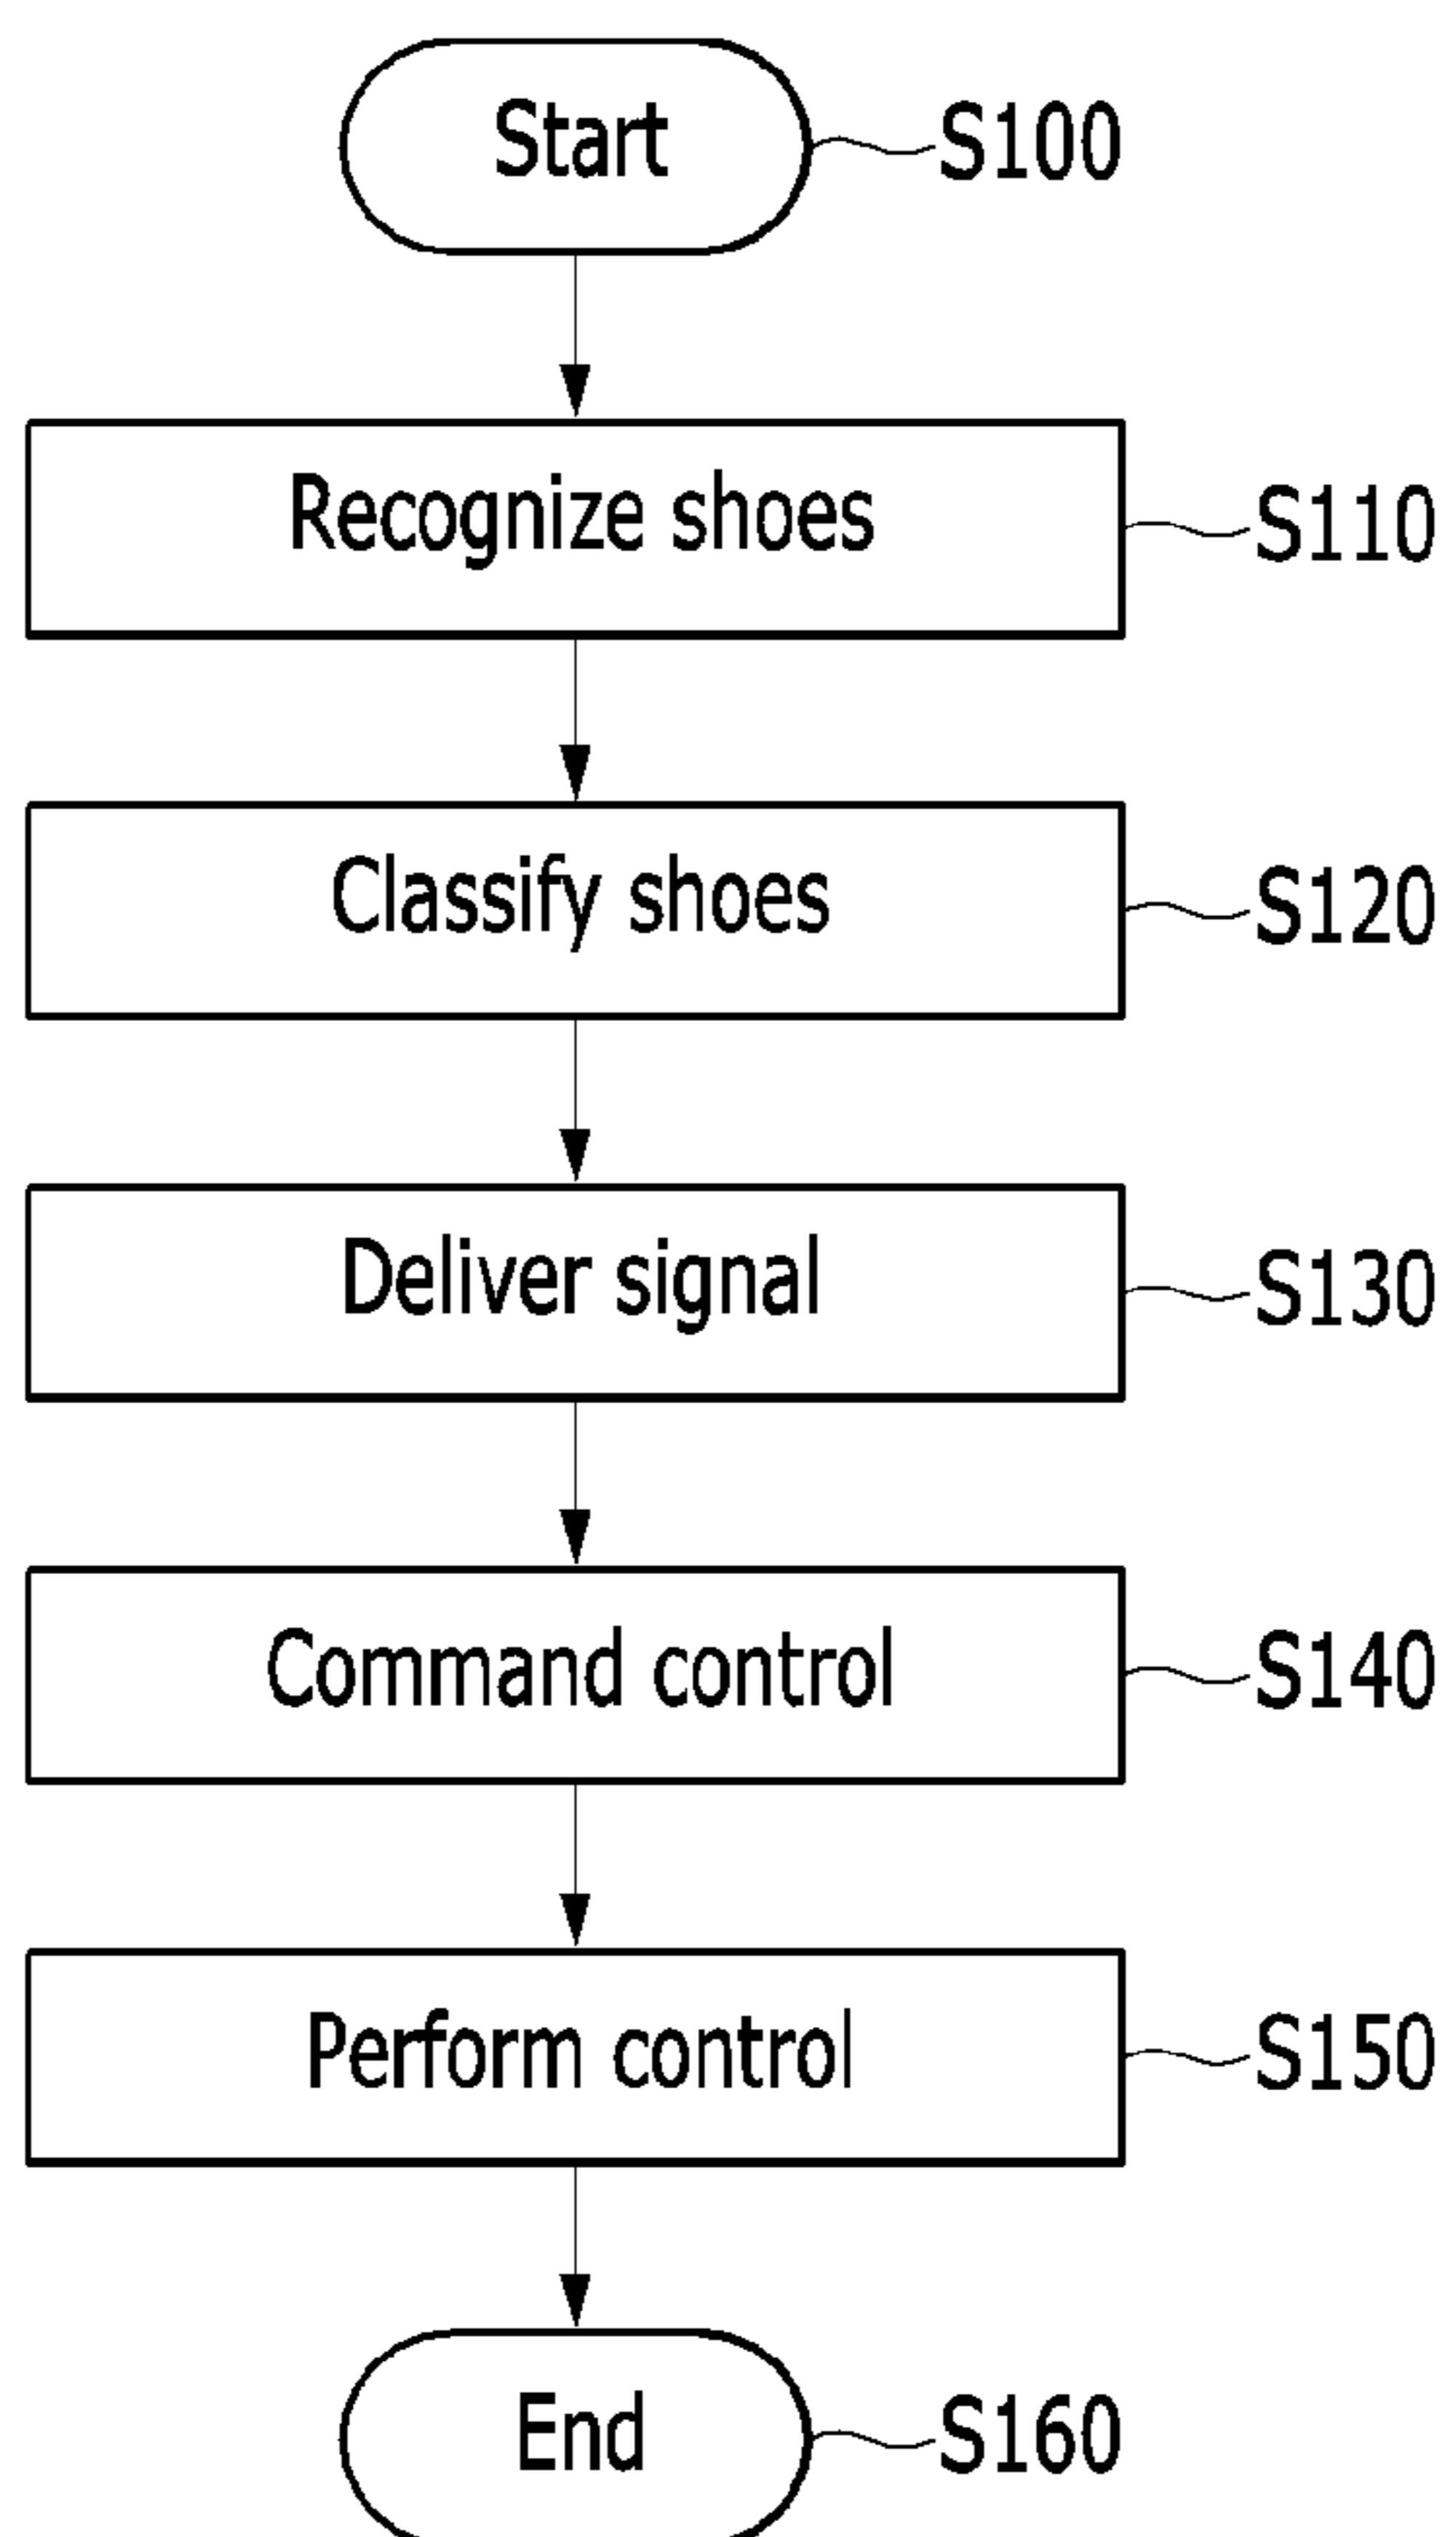 Start S100
Recognize shoes S110
Classify shoes S120
Deliver signal S130
Command control S140
Perform control S150
End S160